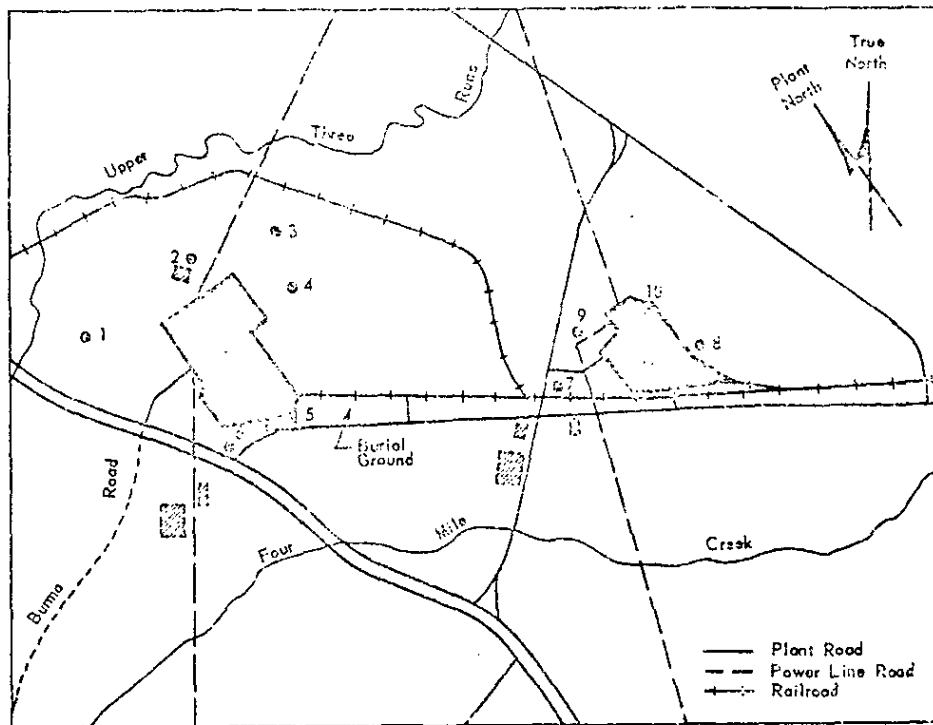 True
North
Plant
North
Upper
Three
Runs
1
2
3
4
5
6
7
8
9
10
Burial
Ground
Burma
Road
Four
Mile
Creek
Plant Road
Power Line Road
Railroad